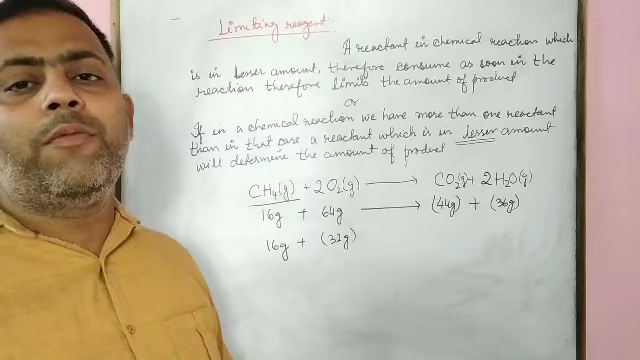 Limiting reagent:
A reactant in chemical reaction which
is in Lesser amount, therefore consume as soon in the
reaction therefore limits the amount of product
or
If in a chemical reaction we have more than one reactant
than in that case a reactant which is in lesser amount
will determine the amount of product
CH4(g) + 2O2(g) → CO2(g) + 2H2O(g)
16g + 64g → (44g) + (36g)
16g + (32g)